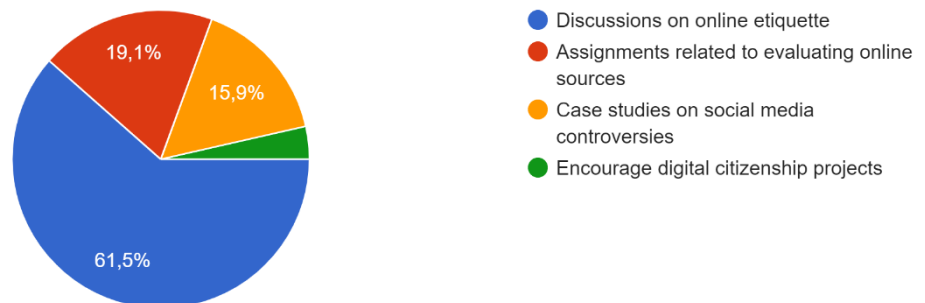 19,1%
15,9%
61,5%
Discussions on online etiquette
Assignments related to evaluating online
sources
Case studies on social media
controversies
Encourage digital citizenship projects